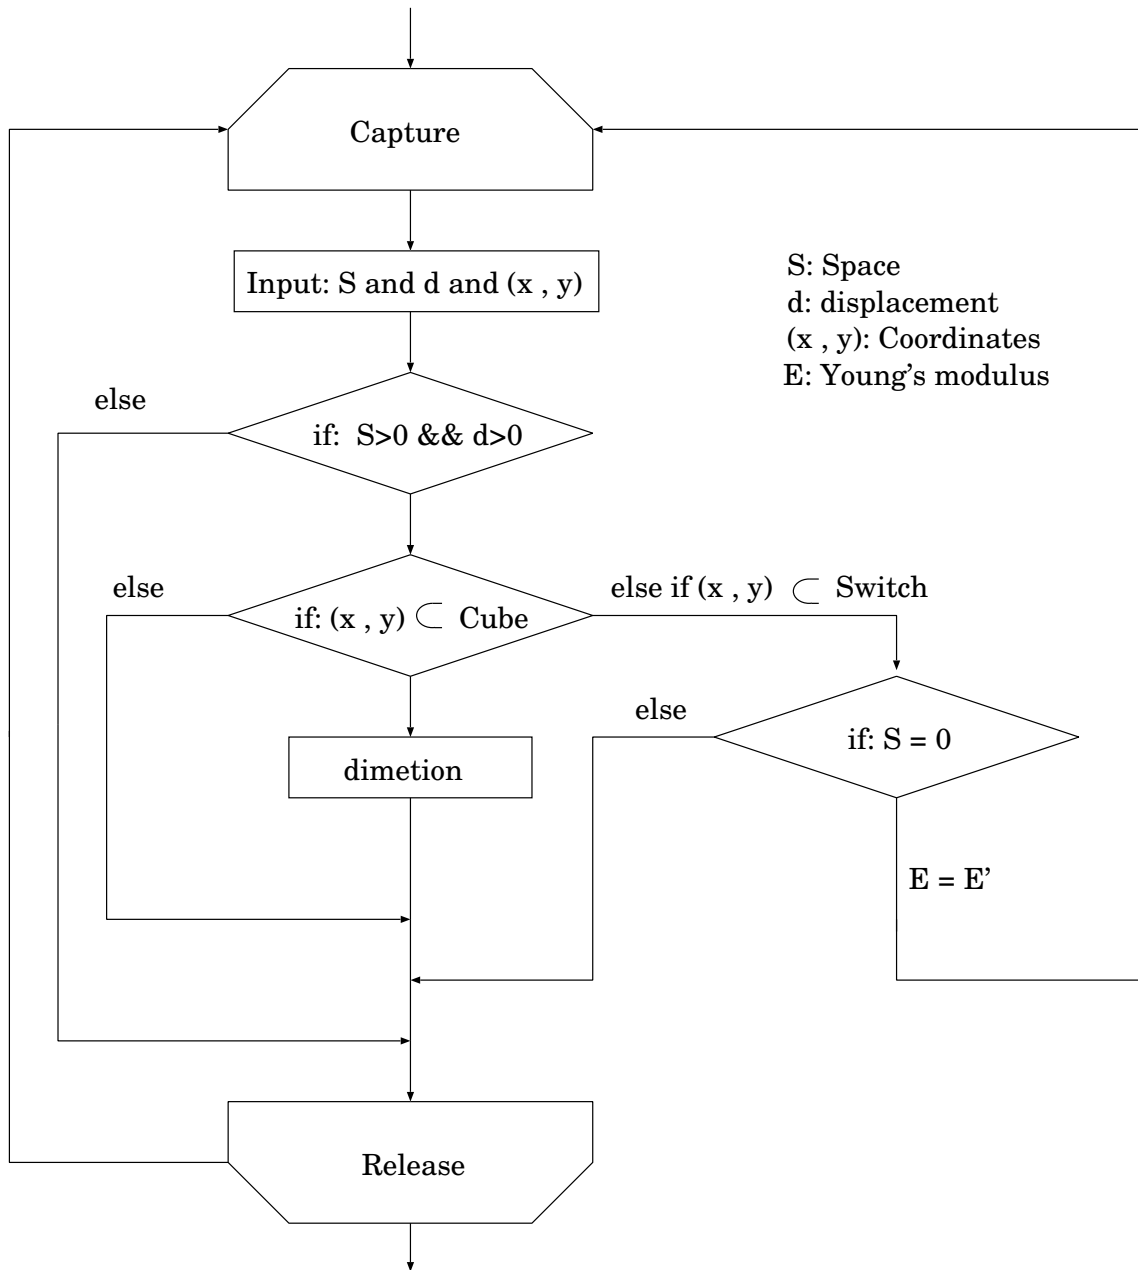 Capture
Input: S and d and (x , y)
S: Space
d: displacement
(x , y): Coordinates
E: Young's modulus
else
if: S>0 && d>0
else
else if (x , y) ⊂ Switch
if: (x , y) ⊂ Cube
else
if: S = 0
dimetion
E = E’
Release